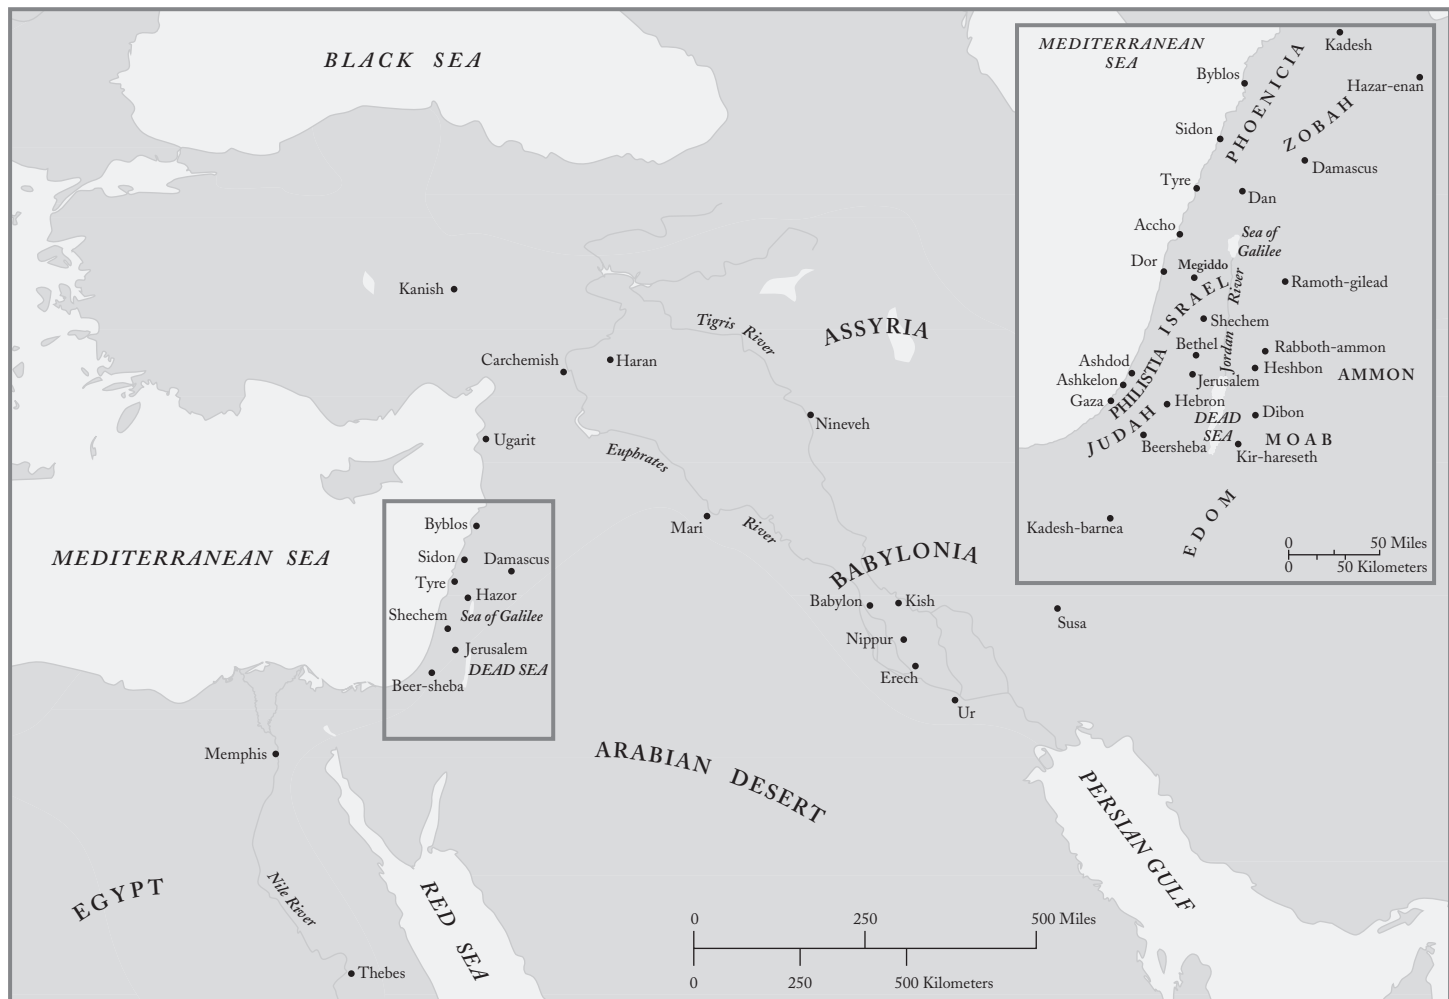 BLACK SEA
Kanish
Tigris River
ASSYRIA
Carchemish
Haran
Nineveh
Ugarit
Euphrates
River
Mari
MEDITERRANEAN SEA
Byblos
Sidon
Damascus
Tyre
Hazor
Shechem
Sea of Galilee
Jerusalem
DEAD SEA
Beer-sheba
BABYLONIA
Babylon
Kish
Nippur
Erech
Ur
Susa
Memphis
ARABIAN DESERT
PERSIAN GULF
EGYPT
Nile River
RED SEA
Thebes
0 250 500 Miles
0 250 500 Kilometers
MEDITERRANEAN
SEA
Kadesh
Byblos
PHOENICIA
Hazar-enan
ZOBAH
Sidon
Damascus
Tyre
Dan
Accho
Sea of
Galilee
Dor
Megiddo
ISRAEL
Jordan River
Ramoth-gilead
Shechem
Bethel
Rabboth-ammon
Ashdod
Heshbon
AMMON
Ashkelon
PHILISTIA
Jerusalem
Gaza
Hebron
JUDAH
DEAD
SEA
Dibon
MOAB
Beersheba
Kir-hareseth
EDOM
Kadesh-barnea
0 50 Miles
0 50 Kilometers